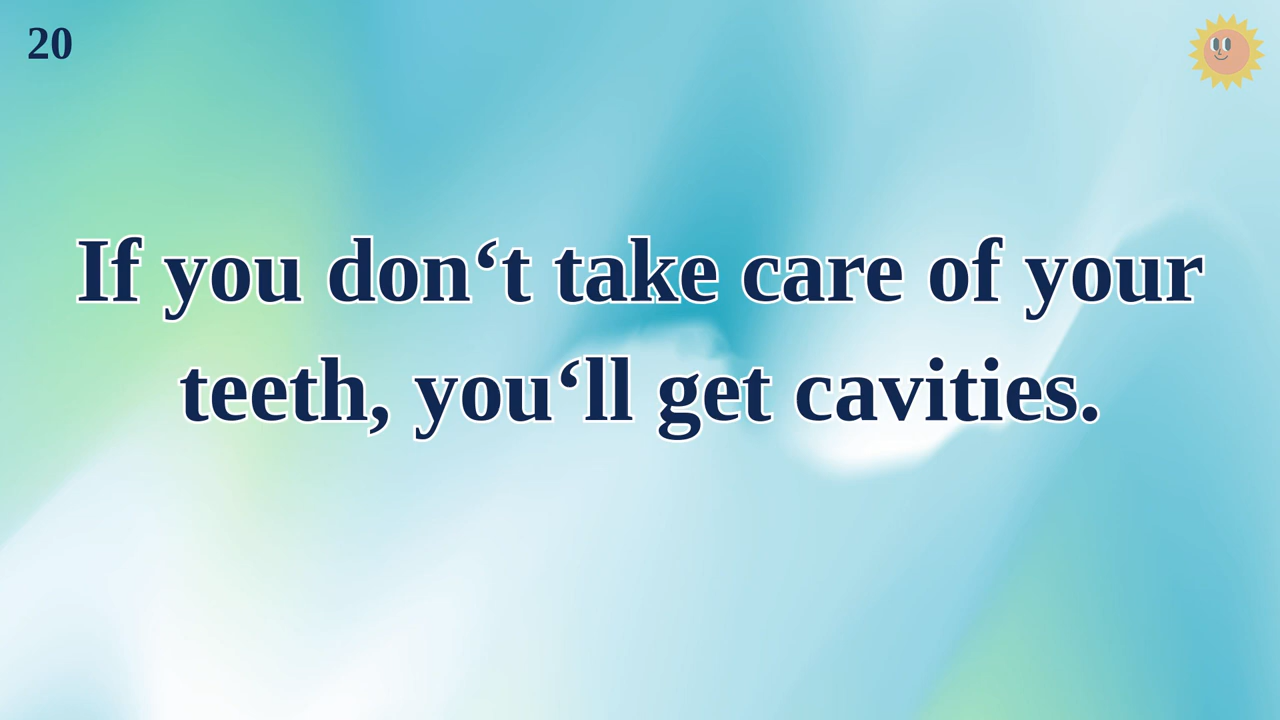 20
If you don‘t take care of your
teeth, you‘ll get cavities.